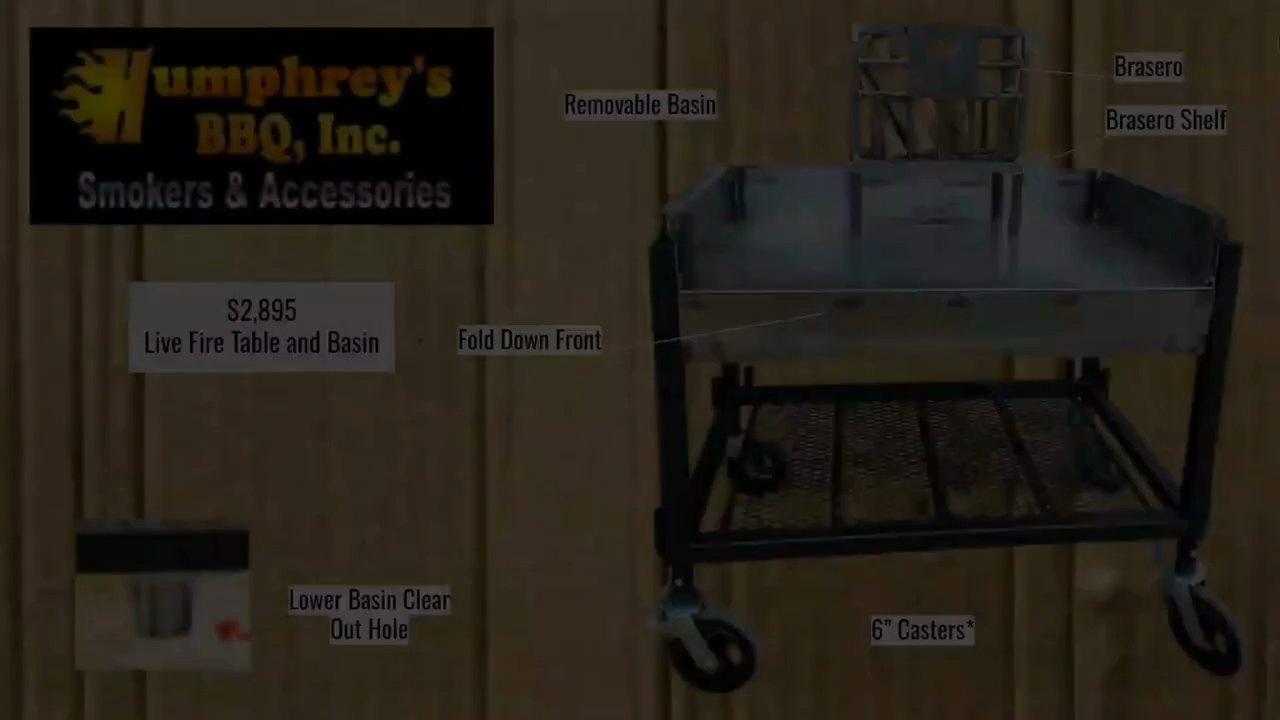 Humphrey's
BBQ, Inc.
Smokers & Accessories
Removable Basin
Brasero
Brasero Shelf
$2,895
Live Fire Table and Basin
Fold Down Front
Lower Basin Clear
Out Hole
6” Casters*